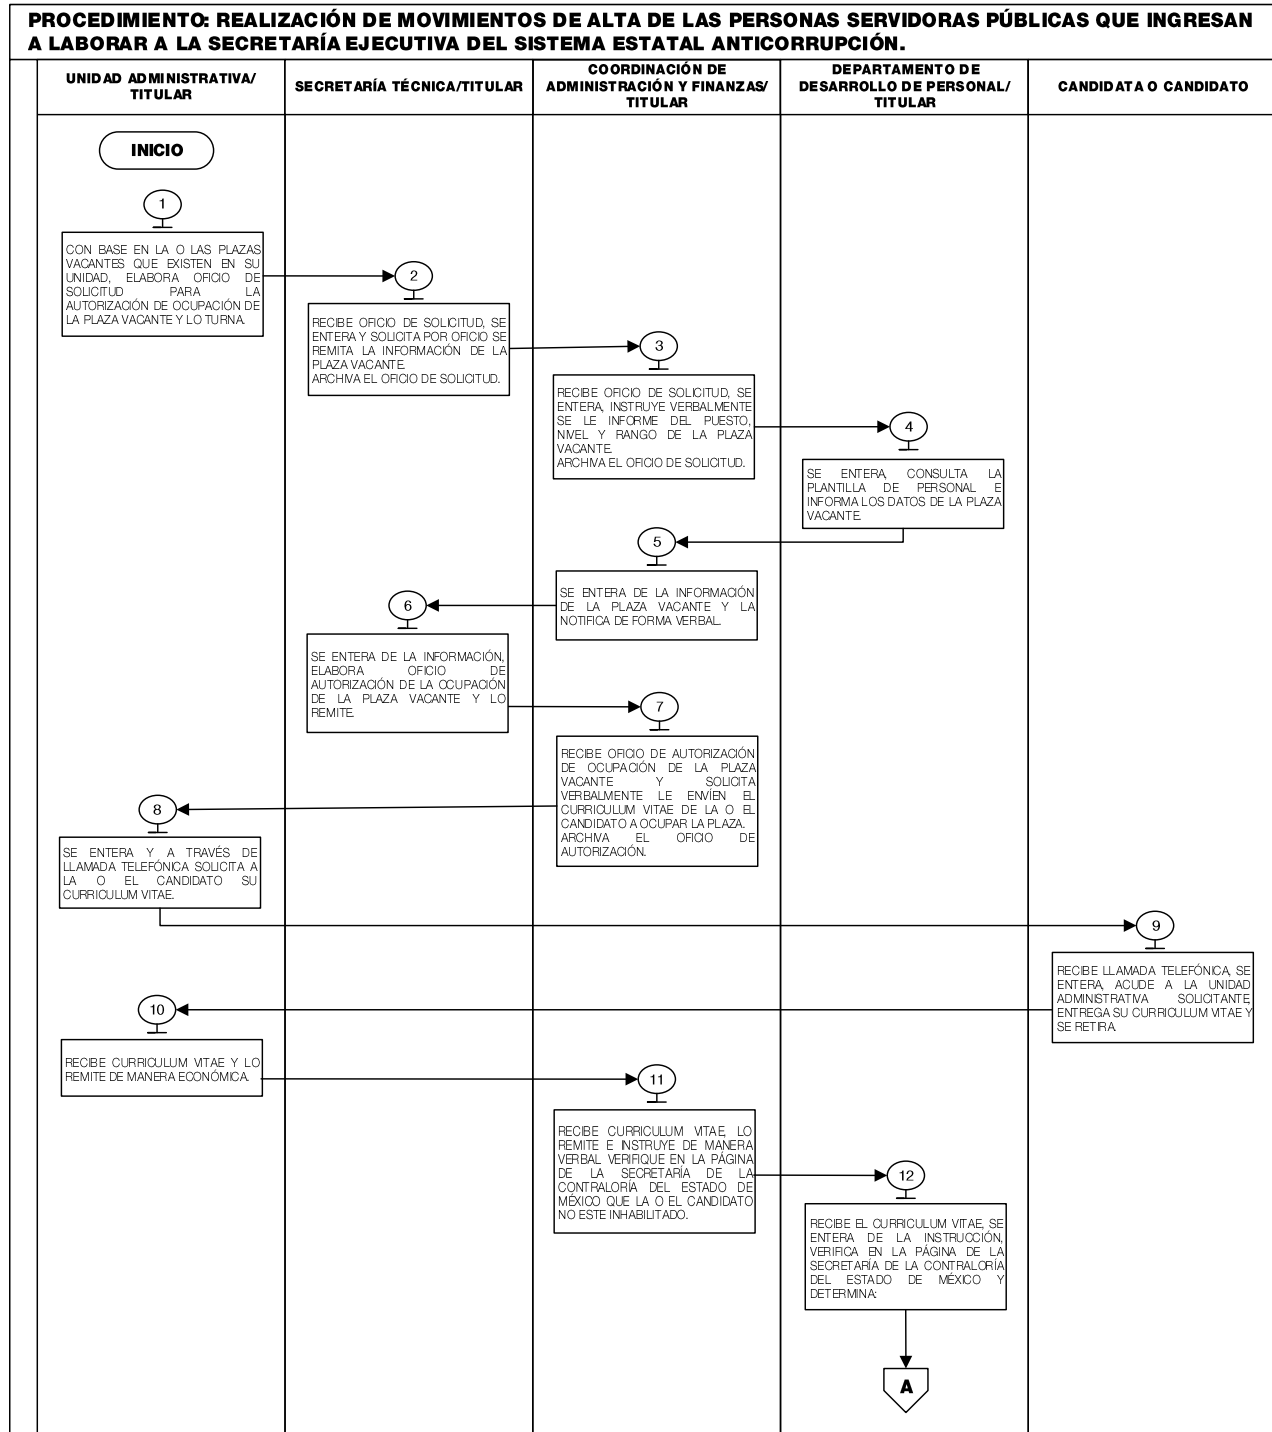 PROCEDIMIENTO: REALIZACIÓN DE MOVIMIENTOS DE ALTA DE LAS PERSONAS SERVIDORAS PÚBLICAS QUE INGRESAN
A LABORAR A LA SECRETARÍA EJECUTIVA DEL SISTEMA ESTATAL ANTICORRUPCIÓN.
UNIDAD ADMINISTRATIVA/
TITULAR
SECRETARÍA TÉCNICA/TITULAR
COORDINACIÓN DE
ADMINISTRACIÓN Y FINANZAS/
TITULAR
DEPARTAMENTO DE
DESARROLLO DE PERSONAL/
TITULAR
CANDIDATA O CANDIDATO
INICIO
1
CON BASE EN LA O LAS PLAZAS
VACANTES QUE EXISTEN EN SU
UNIDAD, ELABORA OFICIO DE
SOLICITUD PARA LA
AUTORIZACIÓN DE OCUPACIÓN DE
LA PLAZA VACANTE Y LO TURNA.
2
RECIBE OFICIO DE SOLICITUD, SE
ENTERA Y SOLICITA POR OFICIO SE
REMITA LA INFORMACIÓN DE LA
PLAZA VACANTE.
ARCHIVA EL OFICIO DE SOLICITUD.
3
RECIBE OFICIO DE SOLICITUD, SE
ENTERA, INSTRUYE VERBALMENTE
SE LE INFORME DEL PUESTO,
NIVEL Y RANGO DE LA PLAZA
VACANTE.
ARCHIVA EL OFICIO DE SOLICITUD.
4
SE ENTERA, CONSULTA LA
PLANTILLA DE PERSONAL E
INFORMA LOS DATOS DE LA PLAZA
VACANTE.
5
SE ENTERA DE LA INFORMACIÓN
DE LA PLAZA VACANTE Y LA
NOTIFICA DE FORMA VERBAL.
6
SE ENTERA DE LA INFORMACIÓN,
ELABORA OFICIO DE
AUTORIZACIÓN DE LA OCUPACIÓN
DE LA PLAZA VACANTE Y LO
REMITE.
7
RECIBE OFICIO DE AUTORIZACIÓN
DE OCUPACIÓN DE LA PLAZA
VACANTE Y SOLICITA
VERBALMENTE LE ENVÍEN EL
CURRICULUM VITAE DE LA O EL
CANDIDATO A OCUPAR LA PLAZA.
ARCHIVA EL OFICIO DE
AUTORIZACIÓN.
8
SE ENTERA Y A TRAVÉS DE
LLAMADA TELEFÓNICA SOLICITA A
LA O EL CANDIDATO SU
CURRICULUM VITAE.
9
RECIBE LLAMADA TELEFÓNICA, SE
ENTERA, ACUDE A LA UNIDAD
ADMINISTRATIVA SOLICITANTE,
ENTREGA SU CURRICULUM VITAE Y
SE RETIRA.
10
RECIBE CURRICULUM VITAE Y LO
REMITE DE MANERA ECONÓMICA.
11
RECIBE CURRICULUM VITAE, LO
REMITE E INSTRUYE DE MANERA
VERBAL VERIFIQUE EN LA PÁGINA
DE LA SECRETARÍA DE LA
CONTRALORÍA DEL ESTADO DE
MÉXICO QUE LA O EL CANDIDATO
NO ESTE INHABILITADO.
12
RECIBE EL CURRICULUM VITAE, SE
ENTERA DE LA INSTRUCCIÓN,
VERIFICA EN LA PÁGINA DE LA
SECRETARÍA DE LA CONTRALORÍA
DEL ESTADO DE MÉXICO Y
DETERMINA:
A